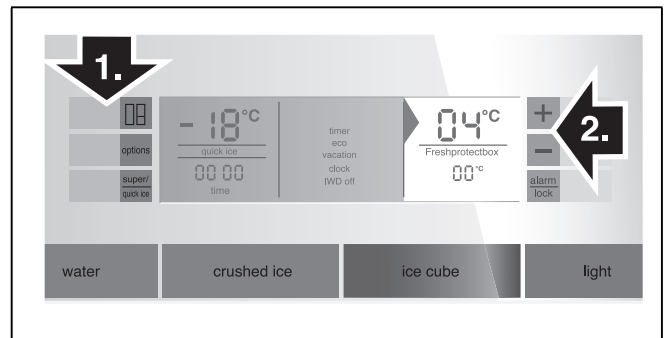 1.
2.
options
super/
quick ice
- 18°C
quick ice
00 00
time
timer
eco
vacation
clock
IWD off
04°C
Freshprotectbox
00°C
+
−
alarm
lock
water
crushed ice
ice cube
light